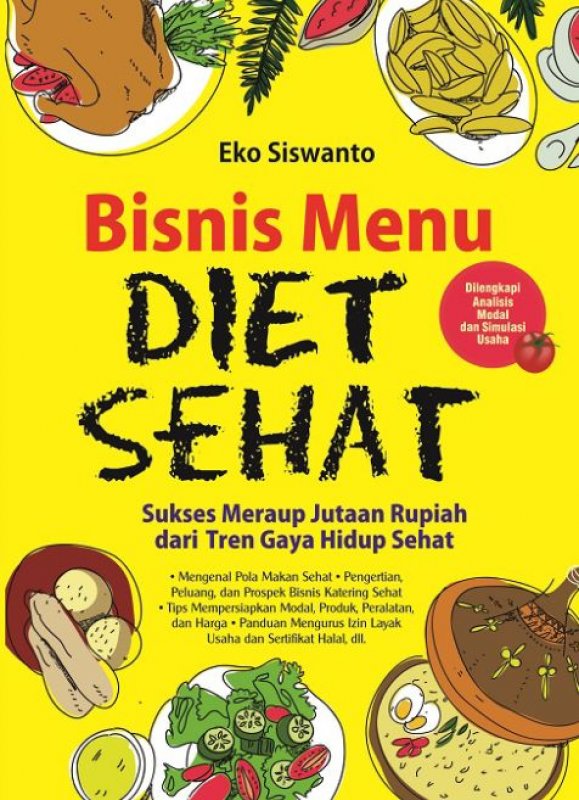 Eko Siswanto
Bisnis Menu
DIET
SEHAT
Dilengkapi
Analisis
Modal
dan Simulasi
Usaha
Sukses Meraup Jutaan Rupiah
dari Tren Gaya Hidup Sehat
• Mengenal Pola Makan Sehat • Pengertian,
Peluang, dan Prospek Bisnis Katering Sehat
• Tips Mempersiapkan Modal, Produk, Peralatan,
dan Harga • Panduan Mengurus Izin Layak
Usaha dan Sertifikat Halal, dll.